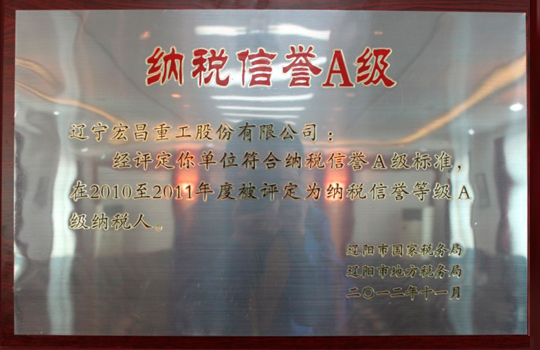 纳税信誉A级
辽宁宏昌重工股份有限公司：
经评定你单位符合纳税信誉A级标准，
在2010至2011年度被评定为纳税信誉等级A
级纳税人。
辽阳市国家税务局
辽阳市地方税务局
二〇一二年十一月